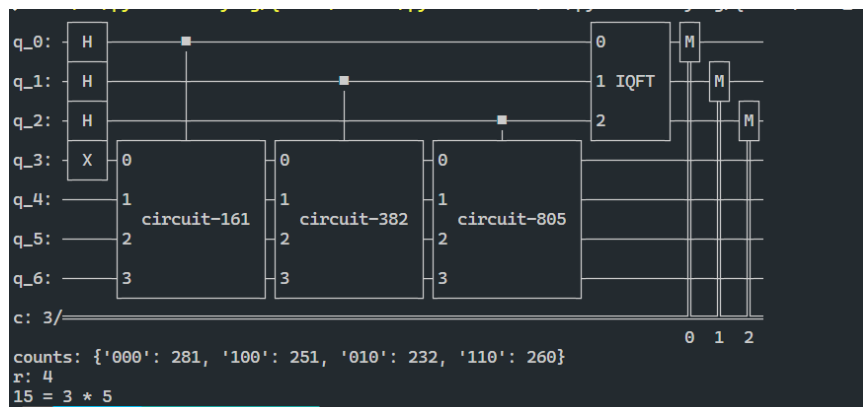 q_0: H 0 M
q_1: H 1 IQFT M
q_2: H 2 M
q_3: X 0 0 0
q_4: 1 1 1
circuit-161 circuit-382 circuit-805
q_5: 2 2 2
q_6: 3 3 3
c: 3/
0 1 2
counts: {'000': 281, '100': 251, '010': 232, '110': 260}
r: 4
15 = 3 * 5